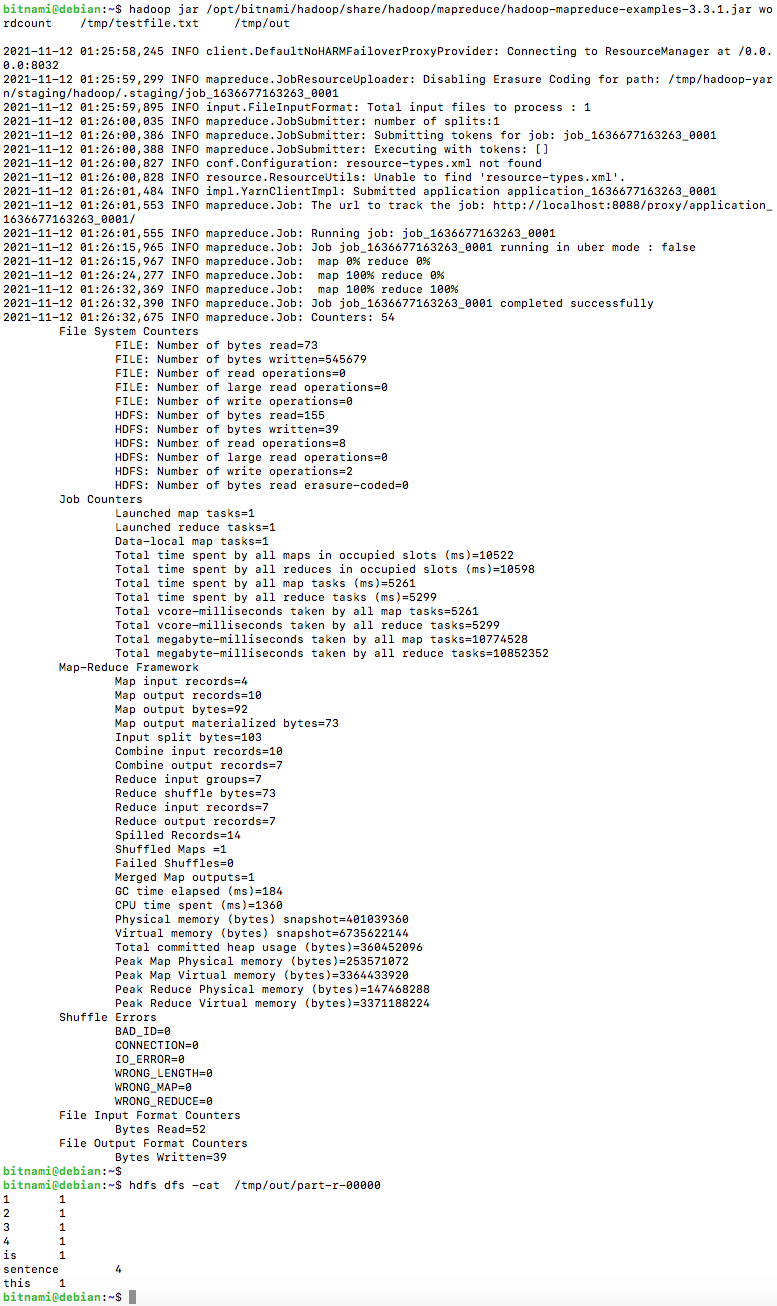 bitnami@debian:~$ hadoop jar /opt/bitnami/hadoop/share/hadoop/mapreduce/hadoop-mapreduce-examples-3.3.1.jar wo
rdcount    /tmp/testfile.txt     /tmp/out
2021-11-12 01:25:58,245 INFO client.DefaultNoHARMFailoverProxyProvider: Connecting to ResourceManager at /0.0.
0.0:8032
2021-11-12 01:25:59,299 INFO mapreduce.JobResourceUploader: Disabling Erasure Coding for path: /tmp/hadoop-yar
n/staging/hadoop/.staging/job_1636677163263_0001
2021-11-12 01:25:59,895 INFO input.FileInputFormat: Total input files to process : 1
2021-11-12 01:26:00,035 INFO mapreduce.JobSubmitter: number of splits:1
2021-11-12 01:26:00,386 INFO mapreduce.JobSubmitter: Submitting tokens for job: job_1636677163263_0001
2021-11-12 01:26:00,388 INFO mapreduce.JobSubmitter: Executing with tokens: []
2021-11-12 01:26:00,827 INFO conf.Configuration: resource-types.xml not found
2021-11-12 01:26:00,828 INFO resource.ResourceUtils: Unable to find 'resource-types.xml'.
2021-11-12 01:26:01,484 INFO impl.YarnClientImpl: Submitted application application_1636677163263_0001
2021-11-12 01:26:01,553 INFO mapreduce.Job: The url to track the job: http://localhost:8088/proxy/application_
1636677163263_0001/
2021-11-12 01:26:01,555 INFO mapreduce.Job: Running job: job_1636677163263_0001
2021-11-12 01:26:15,965 INFO mapreduce.Job: Job job_1636677163263_0001 running in uber mode : false
2021-11-12 01:26:15,967 INFO mapreduce.Job:  map 0% reduce 0%
2021-11-12 01:26:24,277 INFO mapreduce.Job:  map 100% reduce 0%
2021-11-12 01:26:32,369 INFO mapreduce.Job:  map 100% reduce 100%
2021-11-12 01:26:32,390 INFO mapreduce.Job: Job job_1636677163263_0001 completed successfully
2021-11-12 01:26:32,675 INFO mapreduce.Job: Counters: 54
File System Counters
FILE: Number of bytes read=73
FILE: Number of bytes written=545679
FILE: Number of read operations=0
FILE: Number of large read operations=0
FILE: Number of write operations=0
HDFS: Number of bytes read=155
HDFS: Number of bytes written=39
HDFS: Number of read operations=8
HDFS: Number of large read operations=0
HDFS: Number of write operations=2
HDFS: Number of bytes read erasure-coded=0
Job Counters
Launched map tasks=1
Launched reduce tasks=1
Data-local map tasks=1
Total time spent by all maps in occupied slots (ms)=10522
Total time spent by all reduces in occupied slots (ms)=10598
Total time spent by all map tasks (ms)=5261
Total time spent by all reduce tasks (ms)=5299
Total vcore-milliseconds taken by all map tasks=5261
Total vcore-milliseconds taken by all reduce tasks=5299
Total megabyte-milliseconds taken by all map tasks=10774528
Total megabyte-milliseconds taken by all reduce tasks=10852352
Map-Reduce Framework
Map input records=4
Map output records=10
Map output bytes=92
Map output materialized bytes=73
Input split bytes=103
Combine input records=10
Combine output records=7
Reduce input groups=7
Reduce shuffle bytes=73
Reduce input records=7
Reduce output records=7
Spilled Records=14
Shuffled Maps =1
Failed Shuffles=0
Merged Map outputs=1
GC time elapsed (ms)=184
CPU time spent (ms)=1360
Physical memory (bytes) snapshot=401039360
Virtual memory (bytes) snapshot=6735622144
Total committed heap usage (bytes)=360452096
Peak Map Physical memory (bytes)=253571072
Peak Map Virtual memory (bytes)=3364433920
Peak Reduce Physical memory (bytes)=147468288
Peak Reduce Virtual memory (bytes)=3371188224
Shuffle Errors
BAD_ID=0
CONNECTION=0
IO_ERROR=0
WRONG_LENGTH=0
WRONG_MAP=0
WRONG_REDUCE=0
File Input Format Counters
Bytes Read=52
File Output Format Counters
Bytes Written=39
bitnami@debian:~$
bitnami@debian:~$ hdfs dfs -cat  /tmp/out/part-r-00000
1       1
2       1
3       1
4       1
is      1
sentence        4
this    1
bitnami@debian:~$